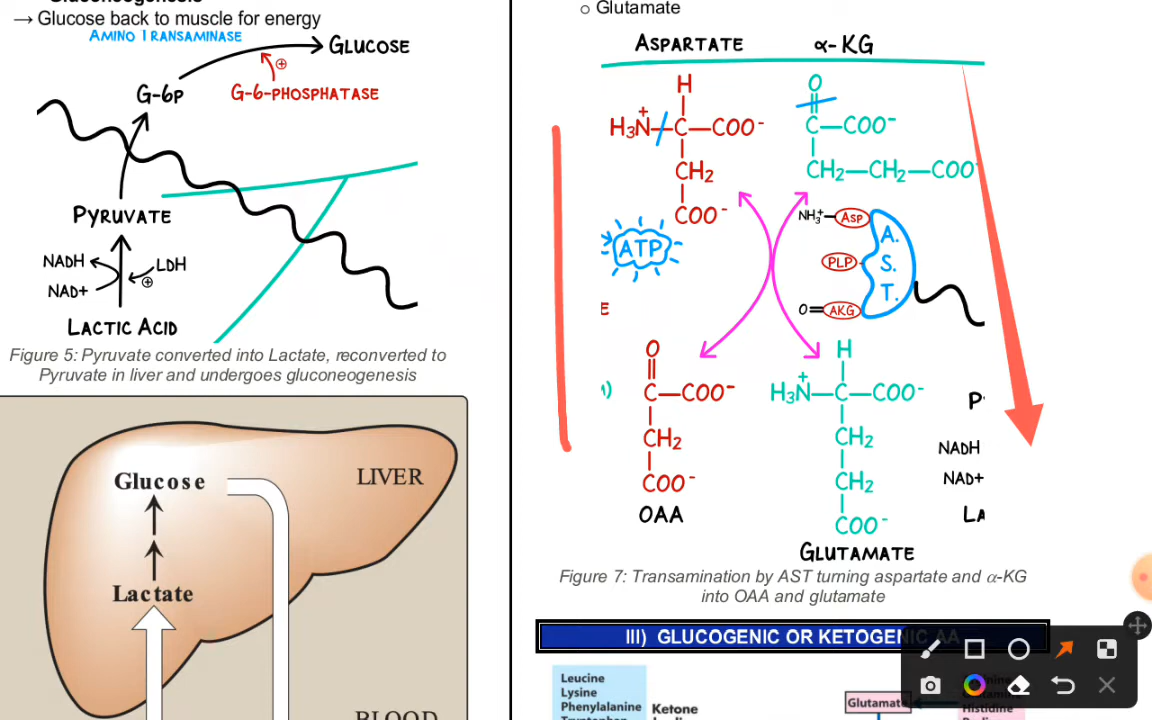 Gluconeogenesis
→ Glucose back to muscle for energy
AMINO TRANSAMINASE
GLUCOSE
G-6P
G-6-PHOSPHATASE
PYRUVATE
NADH
LDH
NAD+
LACTIC ACID
Figure 5: Pyruvate converted into Lactate, reconverted to
Pyruvate in liver and undergoes gluconeogenesis
LIVER
Glucose
Lactate
BLOOD
o Glutamate
ASPARTATE
α-KG
H
O
H₃N⁺—C—COO⁻
C—COO⁻
CH₂
CH₂—CH₂—COO⁻
COO⁻
NH₃⁺—ASP
A.
ATP
PLP
S.
T.
O=AKG
E
O
H
C—COO⁻
H₃N⁺—C—COO⁻
P
CH₂
CH₂
NADH
COO⁻
CH₂
NAD+
OAA
COO⁻
LA
GLUTAMATE
Figure 7: Transamination by AST turning aspartate and α-KG
into OAA and glutamate
III) GLUCOGENIC OR KETOGENIC AA
Leucine
Lysine
Phenylalanine
Tryptophan
Ketone
Glutamate
Histidine